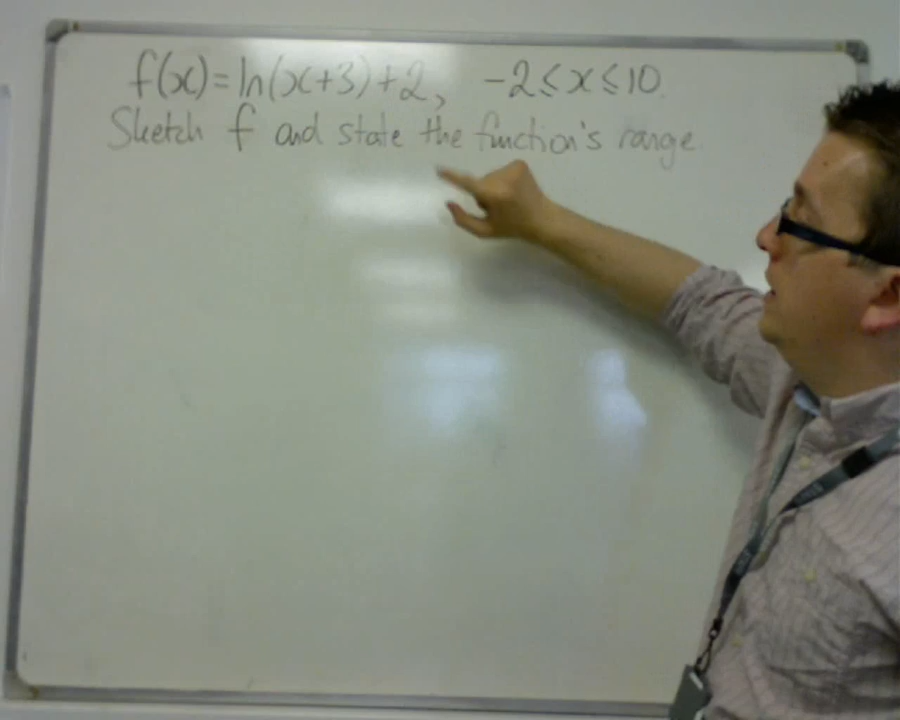 f(x)=ln(x+3)+2, -2≤x≤10.
Sketch f and state the function's range.